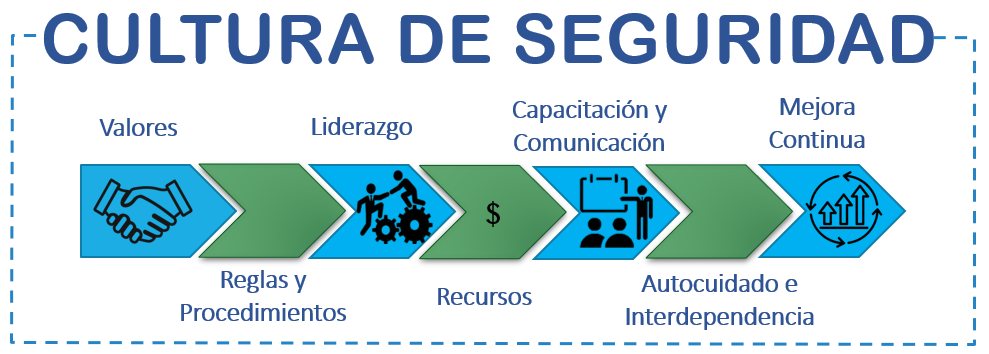 CULTURA DE SEGURIDAD
Valores
Reglas y
Procedimientos
Liderazgo
$
Recursos
Capacitación y
Comunicación
Autocuidado e
Interdependencia
Mejora
Continua